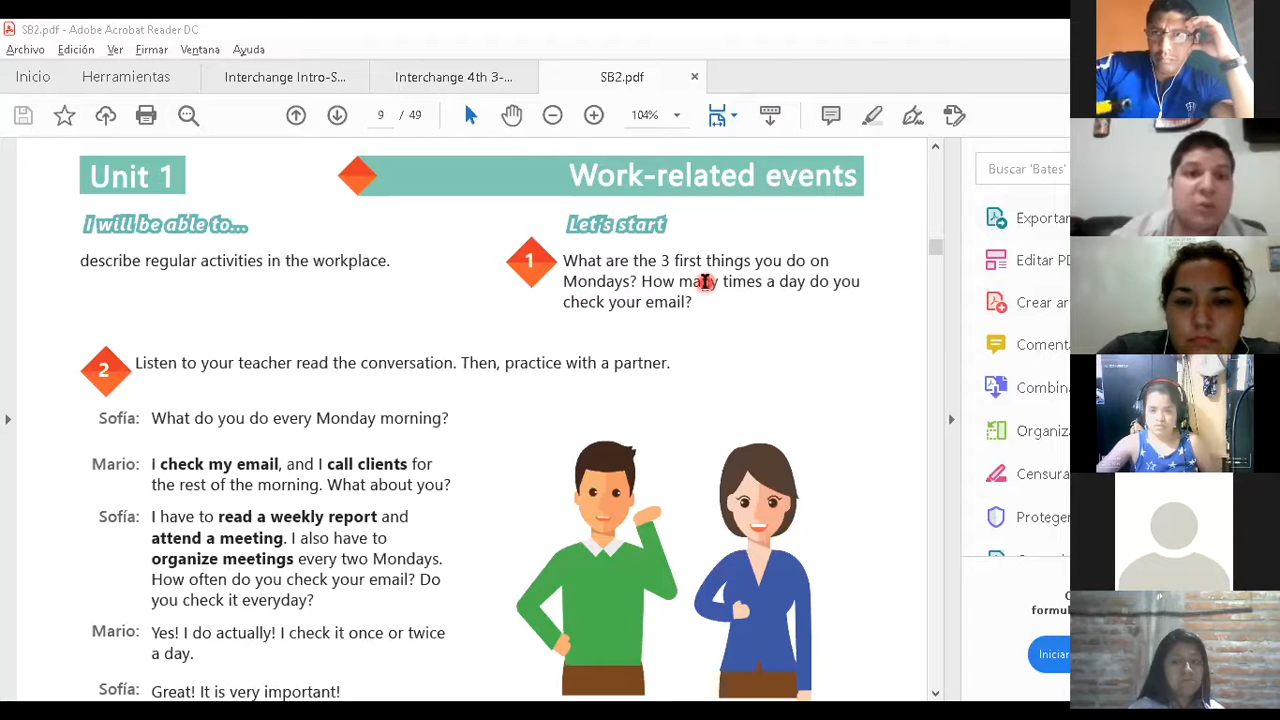 SB2.pdf - Adobe Acrobat Reader DC
Archivo Edición Ver Firmar Ventana Ayuda
Inicio Herramientas Interchange Intro-S... Interchange 4th 3-... SB2.pdf ×
9 / 49 104%
Unit 1
Work-related events
I will be able to...
describe regular activities in the workplace.
Let's start
1
What are the 3 first things you do on
Mondays? How many times a day do you
check your email?
2
Listen to your teacher read the conversation. Then, practice with a partner.
Sofía: What do you do every Monday morning?
Mario: I check my email, and I call clients for
the rest of the morning. What about you?
Sofía: I have to read a weekly report and
attend a meeting. I also have to
organize meetings every two Mondays.
How often do you check your email? Do
you check it everyday?
Mario: Yes! I do actually! I check it once or twice
a day.
Sofía: Great! It is very important!
Buscar 'Bates'
Exportar
Editar PD
Crear ar
Comenta
Combina
Organiza
Censura
Proteger
formul
Iniciar